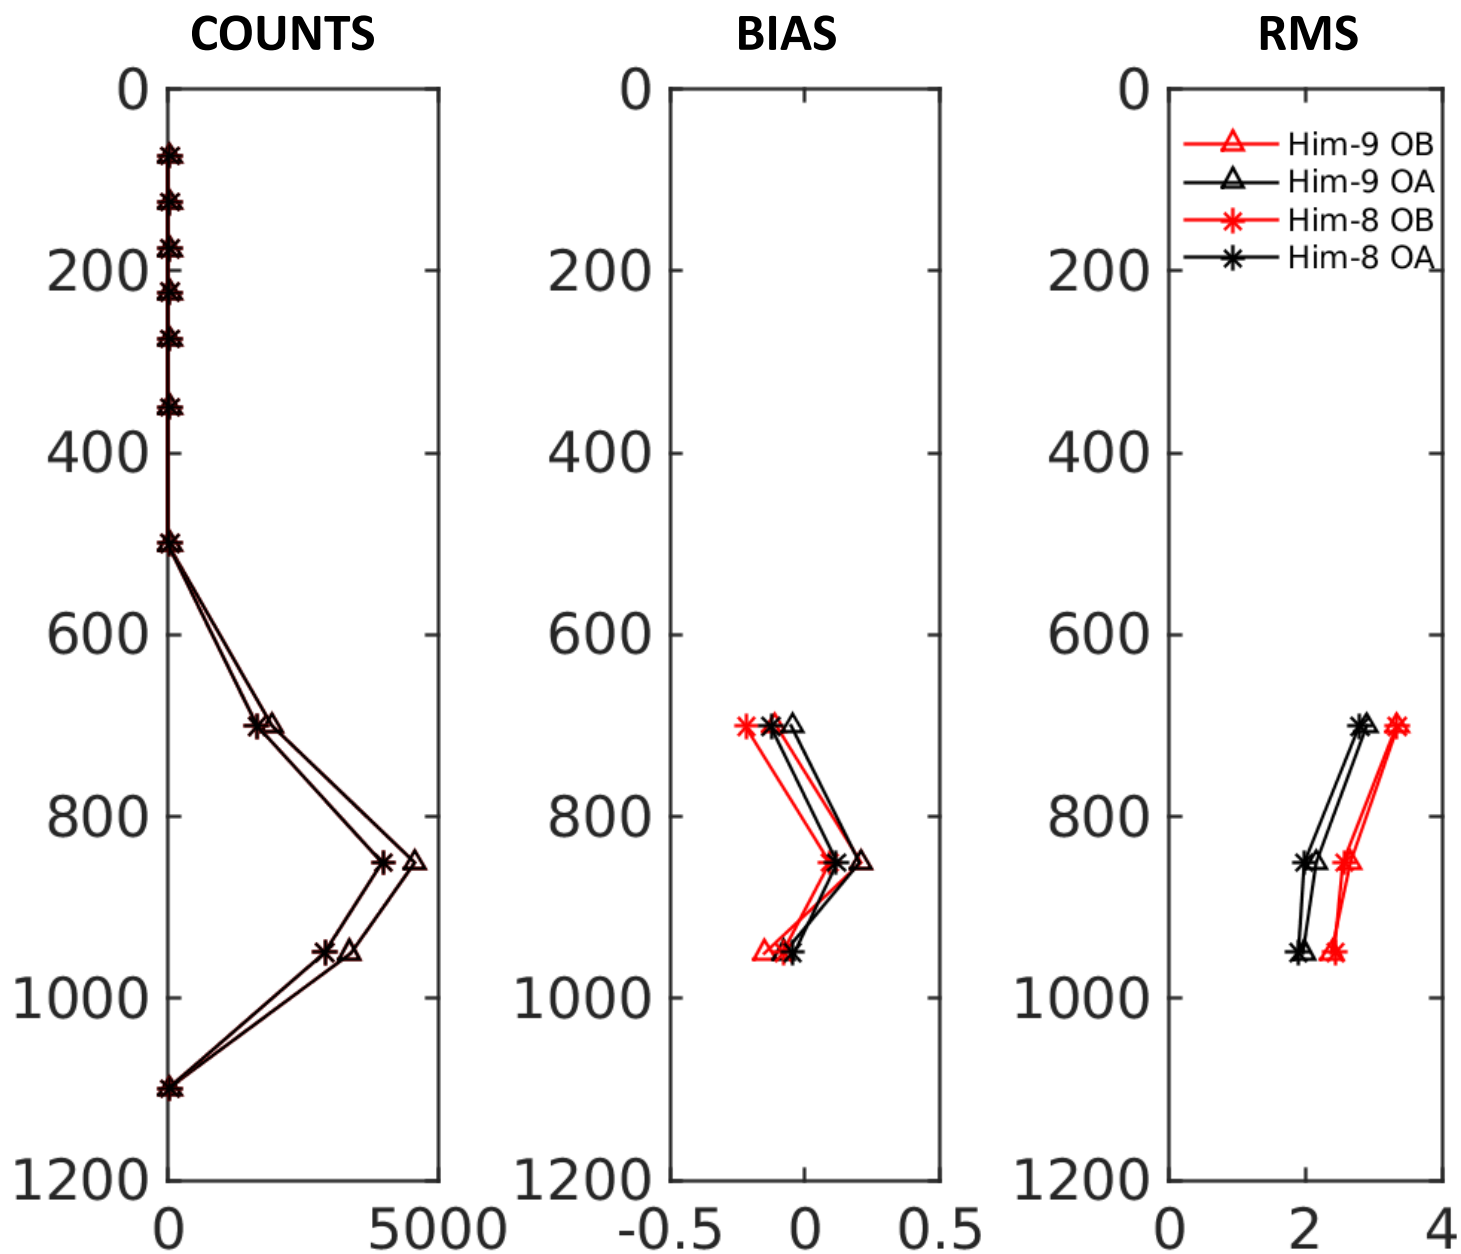 COUNTS BIAS RMS
0 0 0
Him-9 OB
Him-9 OA
Him-8 OB
Him-8 OA
200 200 200
400 400 400
600 600 600
800 800 800
1000 1000 1000
1200 1200 1200
0 5000 -0.5 0 0.5 0 2 4